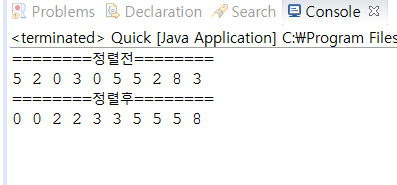 Problems Declaration Search Console
<terminated> Quick [Java Application] C:₩Program Files
========정렬전========
5 2 0 3 0 5 5 2 8 3
========정렬후========
0 0 2 2 3 3 5 5 5 8